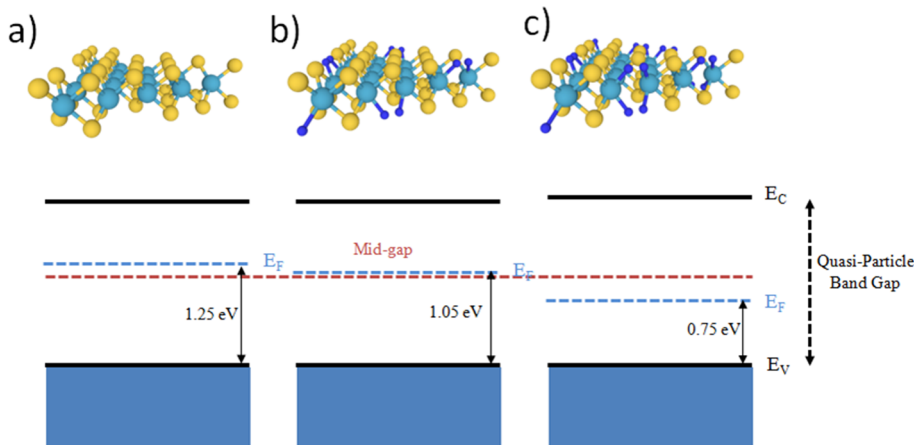 a)
b)
c)
E_C
Mid-gap
E_F
E_F
Quasi-Particle
Band Gap
E_F
1.25 eV
1.05 eV
0.75 eV
E_V